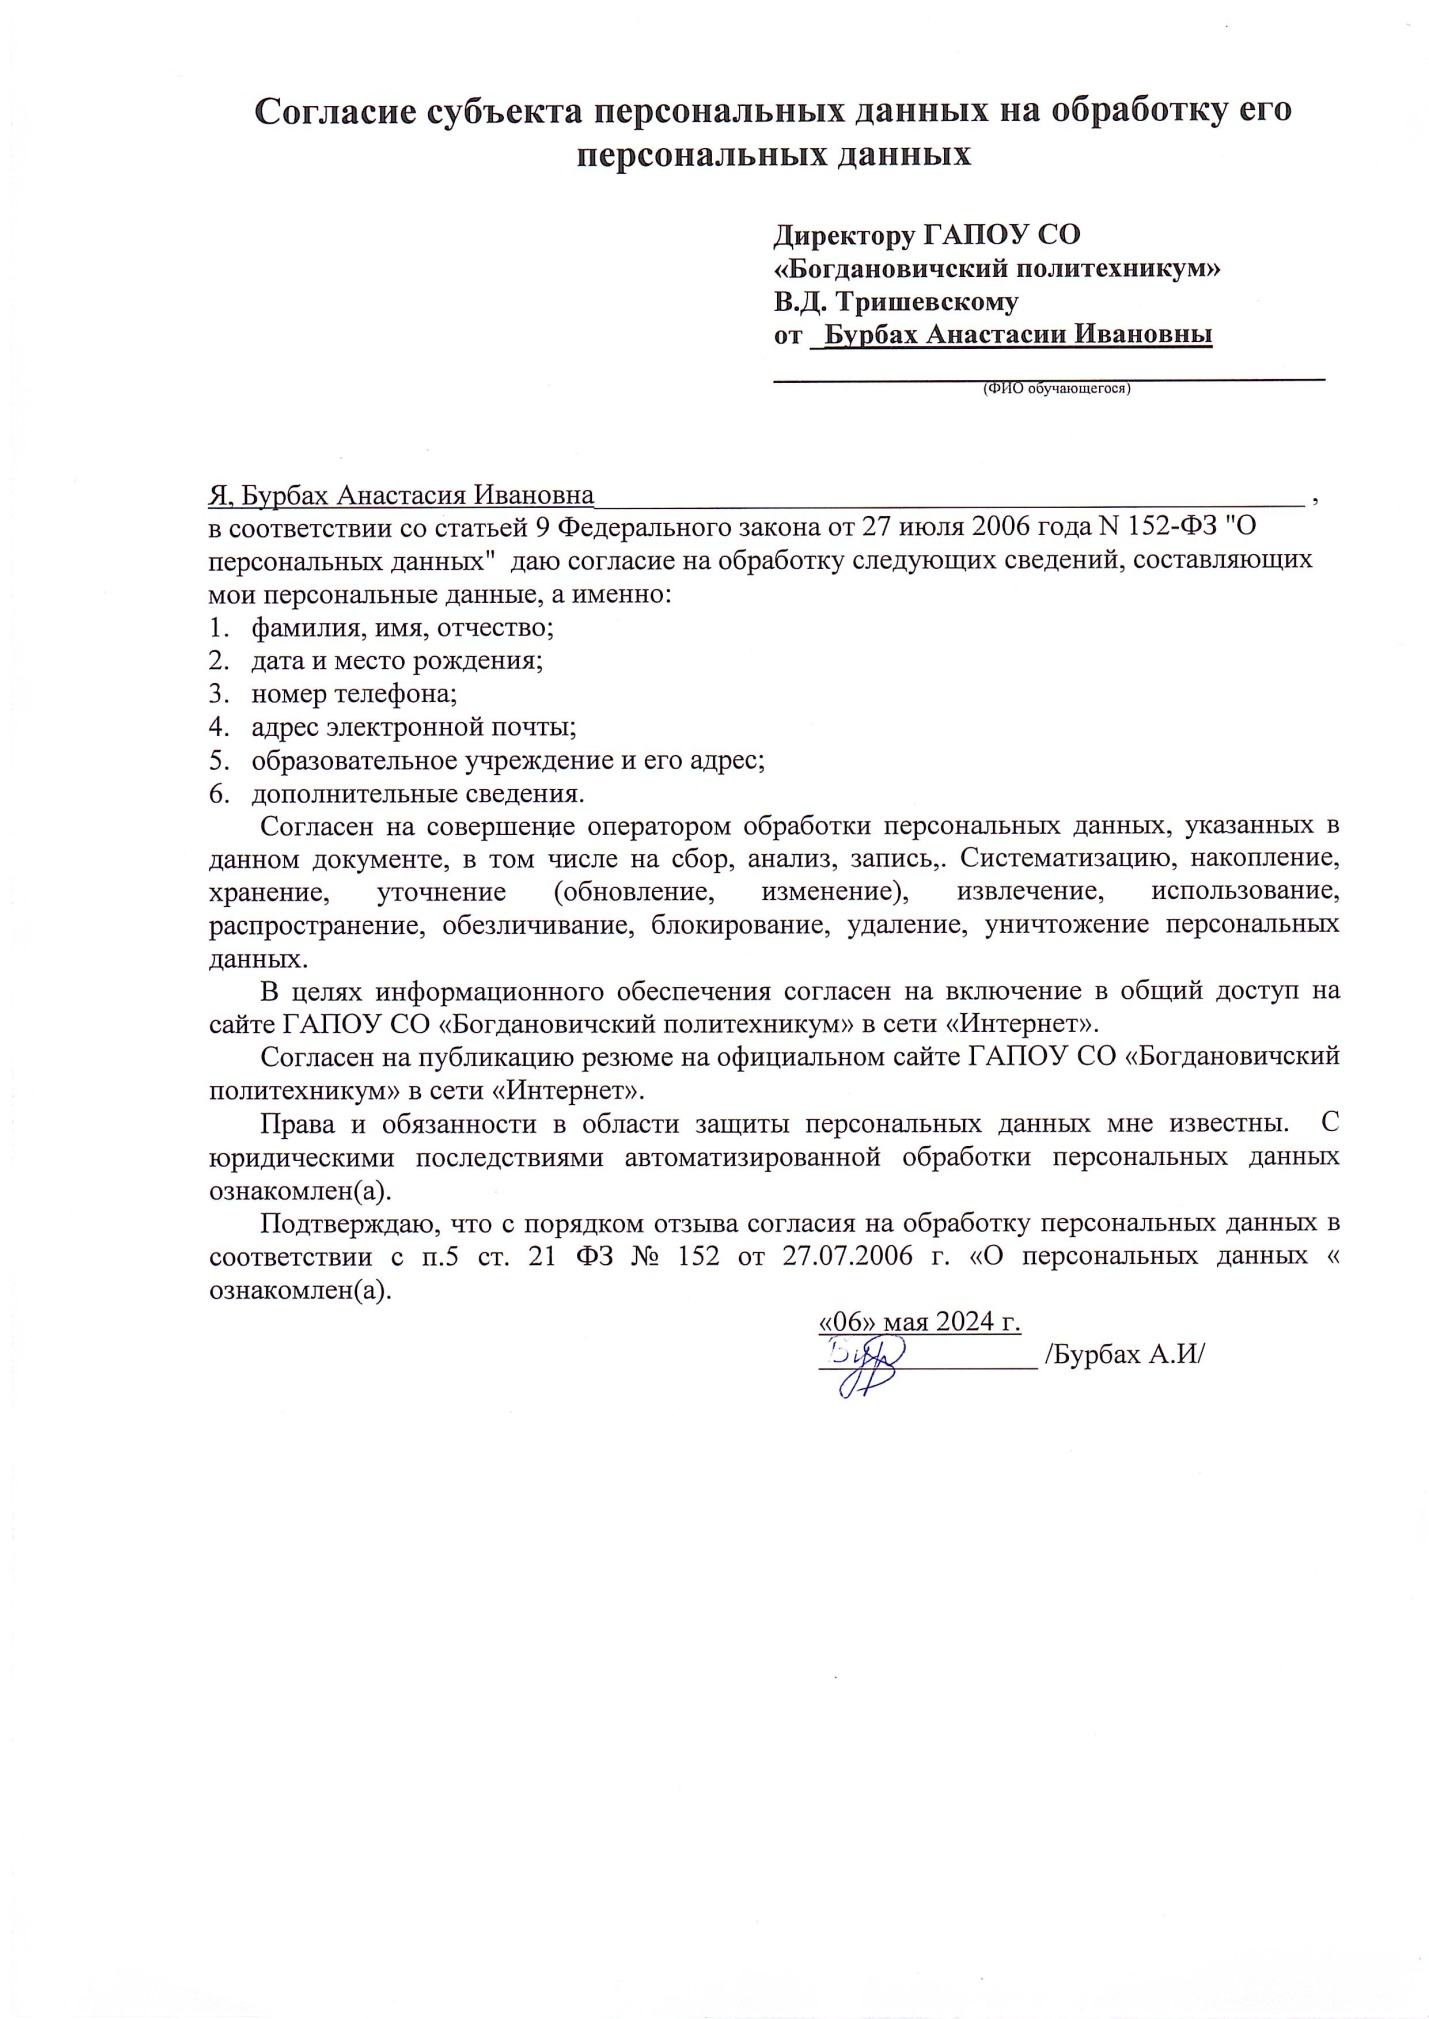 Согласие субъекта персональных данных на обработку его
персональных данных
Директору ГАПОУ СО
«Богдановичский политехникум»
В.Д. Тришевскому
от _Бурбах Анастасии Ивановны
(ФИО обучающегося)
Я, Бурбах Анастасия Ивановна__________________________________________________ ,
в соответствии со статьей 9 Федерального закона от 27 июля 2006 года N 152-ФЗ "О
персональных данных"  даю согласие на обработку следующих сведений, составляющих
мои персональные данные, а именно:
1. фамилия, имя, отчество;
2. дата и место рождения;
3. номер телефона;
4. адрес электронной почты;
5. образовательное учреждение и его адрес;
6. дополнительные сведения.
Согласен на совершение оператором обработки персональных данных, указанных в
данном документе, в том числе на сбор, анализ, запись,. Систематизацию, накопление,
хранение, уточнение (обновление, изменение), извлечение, использование,
распространение, обезличивание, блокирование, удаление, уничтожение персональных
данных.
В целях информационного обеспечения согласен на включение в общий доступ на
сайте ГАПОУ СО «Богдановичский политехникум» в сети «Интернет».
Согласен на публикацию резюме на официальном сайте ГАПОУ СО «Богдановичский
политехникум» в сети «Интернет».
Права и обязанности в области защиты персональных данных мне известны.  С
юридическими последствиями автоматизированной обработки персональных данных
ознакомлен(а).
Подтверждаю, что с порядком отзыва согласия на обработку персональных данных в
соответствии с п.5 ст. 21 ФЗ № 152 от 27.07.2006 г. «О персональных данных «
ознакомлен(а).
«06» мая 2024 г.
________________ /Бурбах А.И/